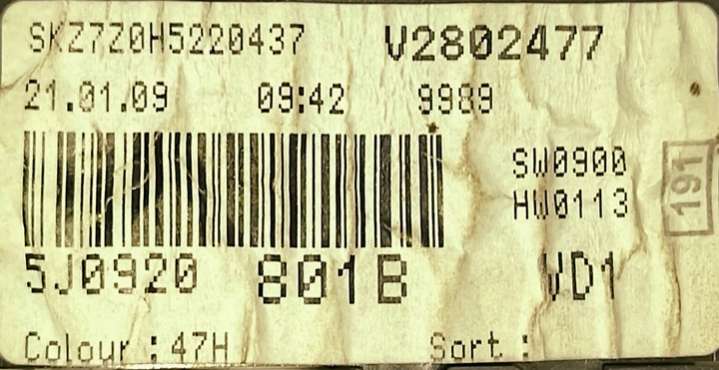 SKZ7Z0H5220437 V2802477
21.01.09 09:42 9989
SW0900
HW0113
191
5J0920 801B VD1
Colour : 47H Sort :